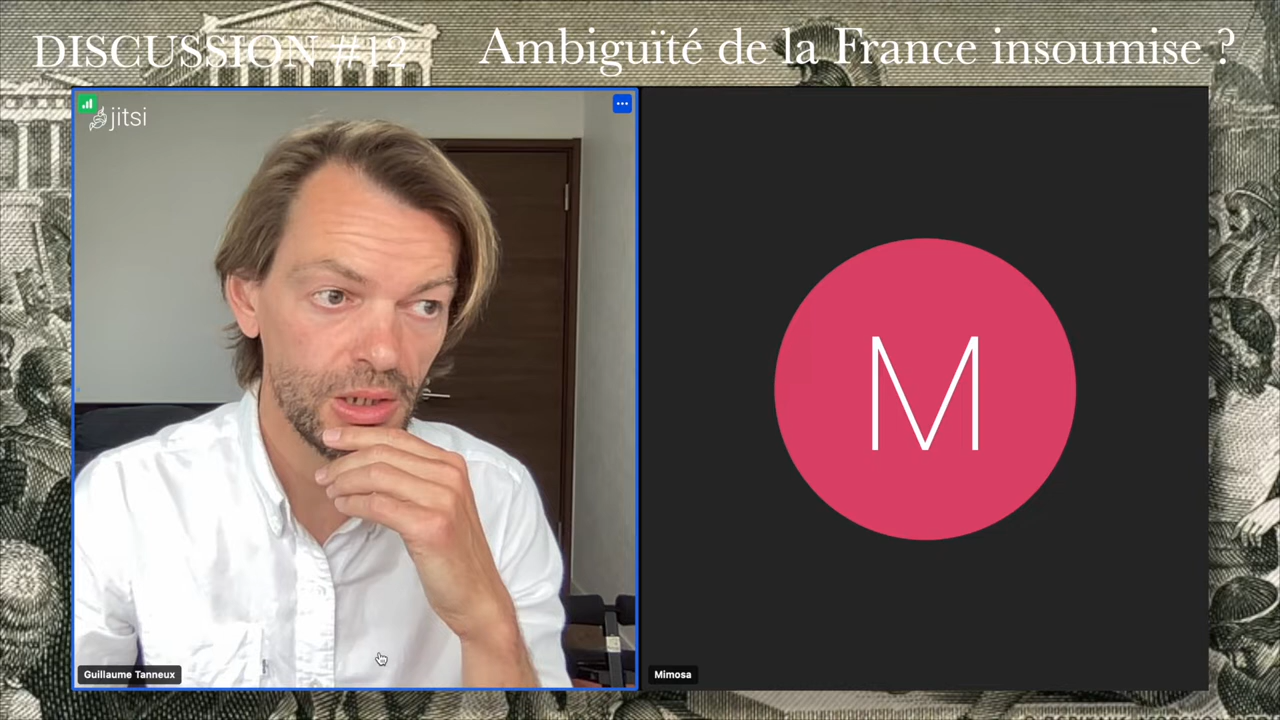 DISCUSSION #12
Ambiguïté de la France insoumise ?
jitsi
M
Guillaume Tanneux
Mimosa